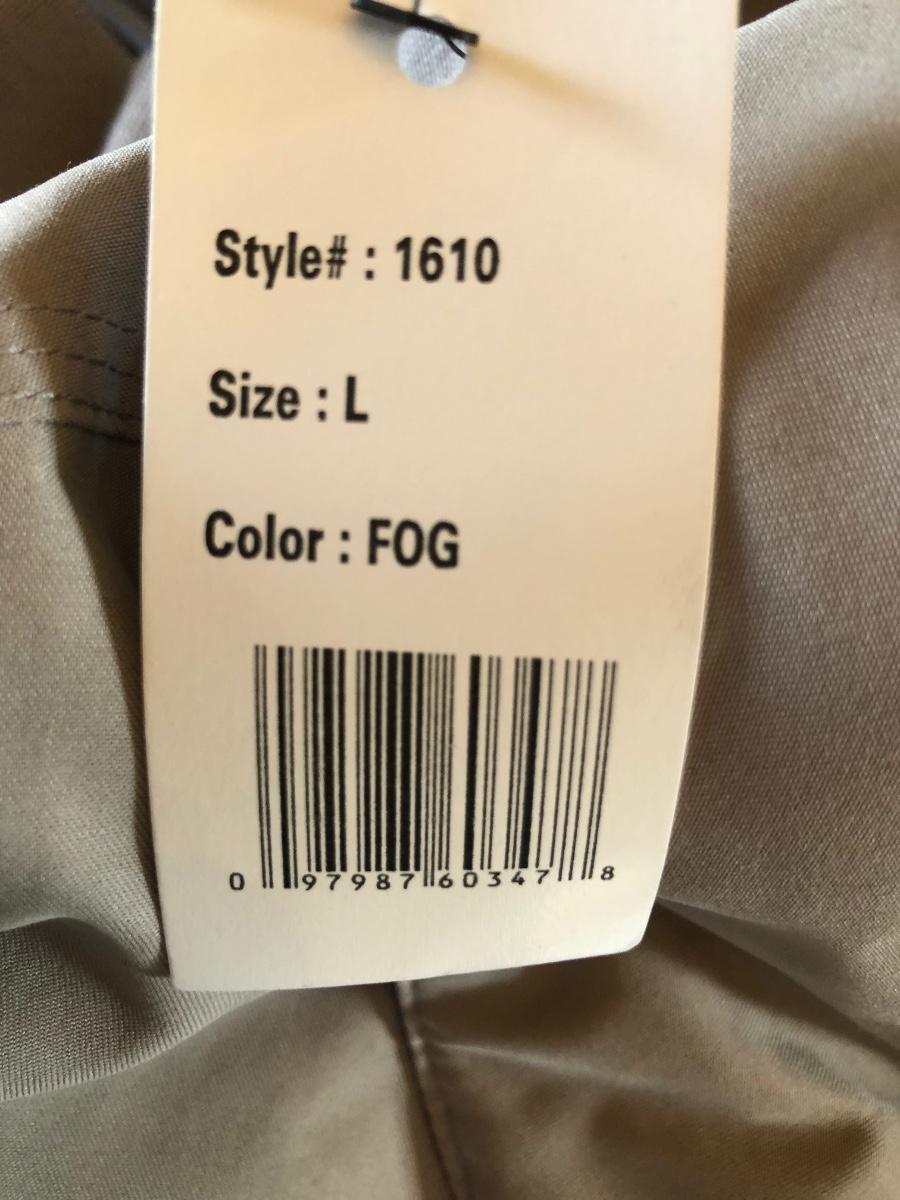 Style# : 1610
Size : L
Color : FOG
0 97987 60347 8